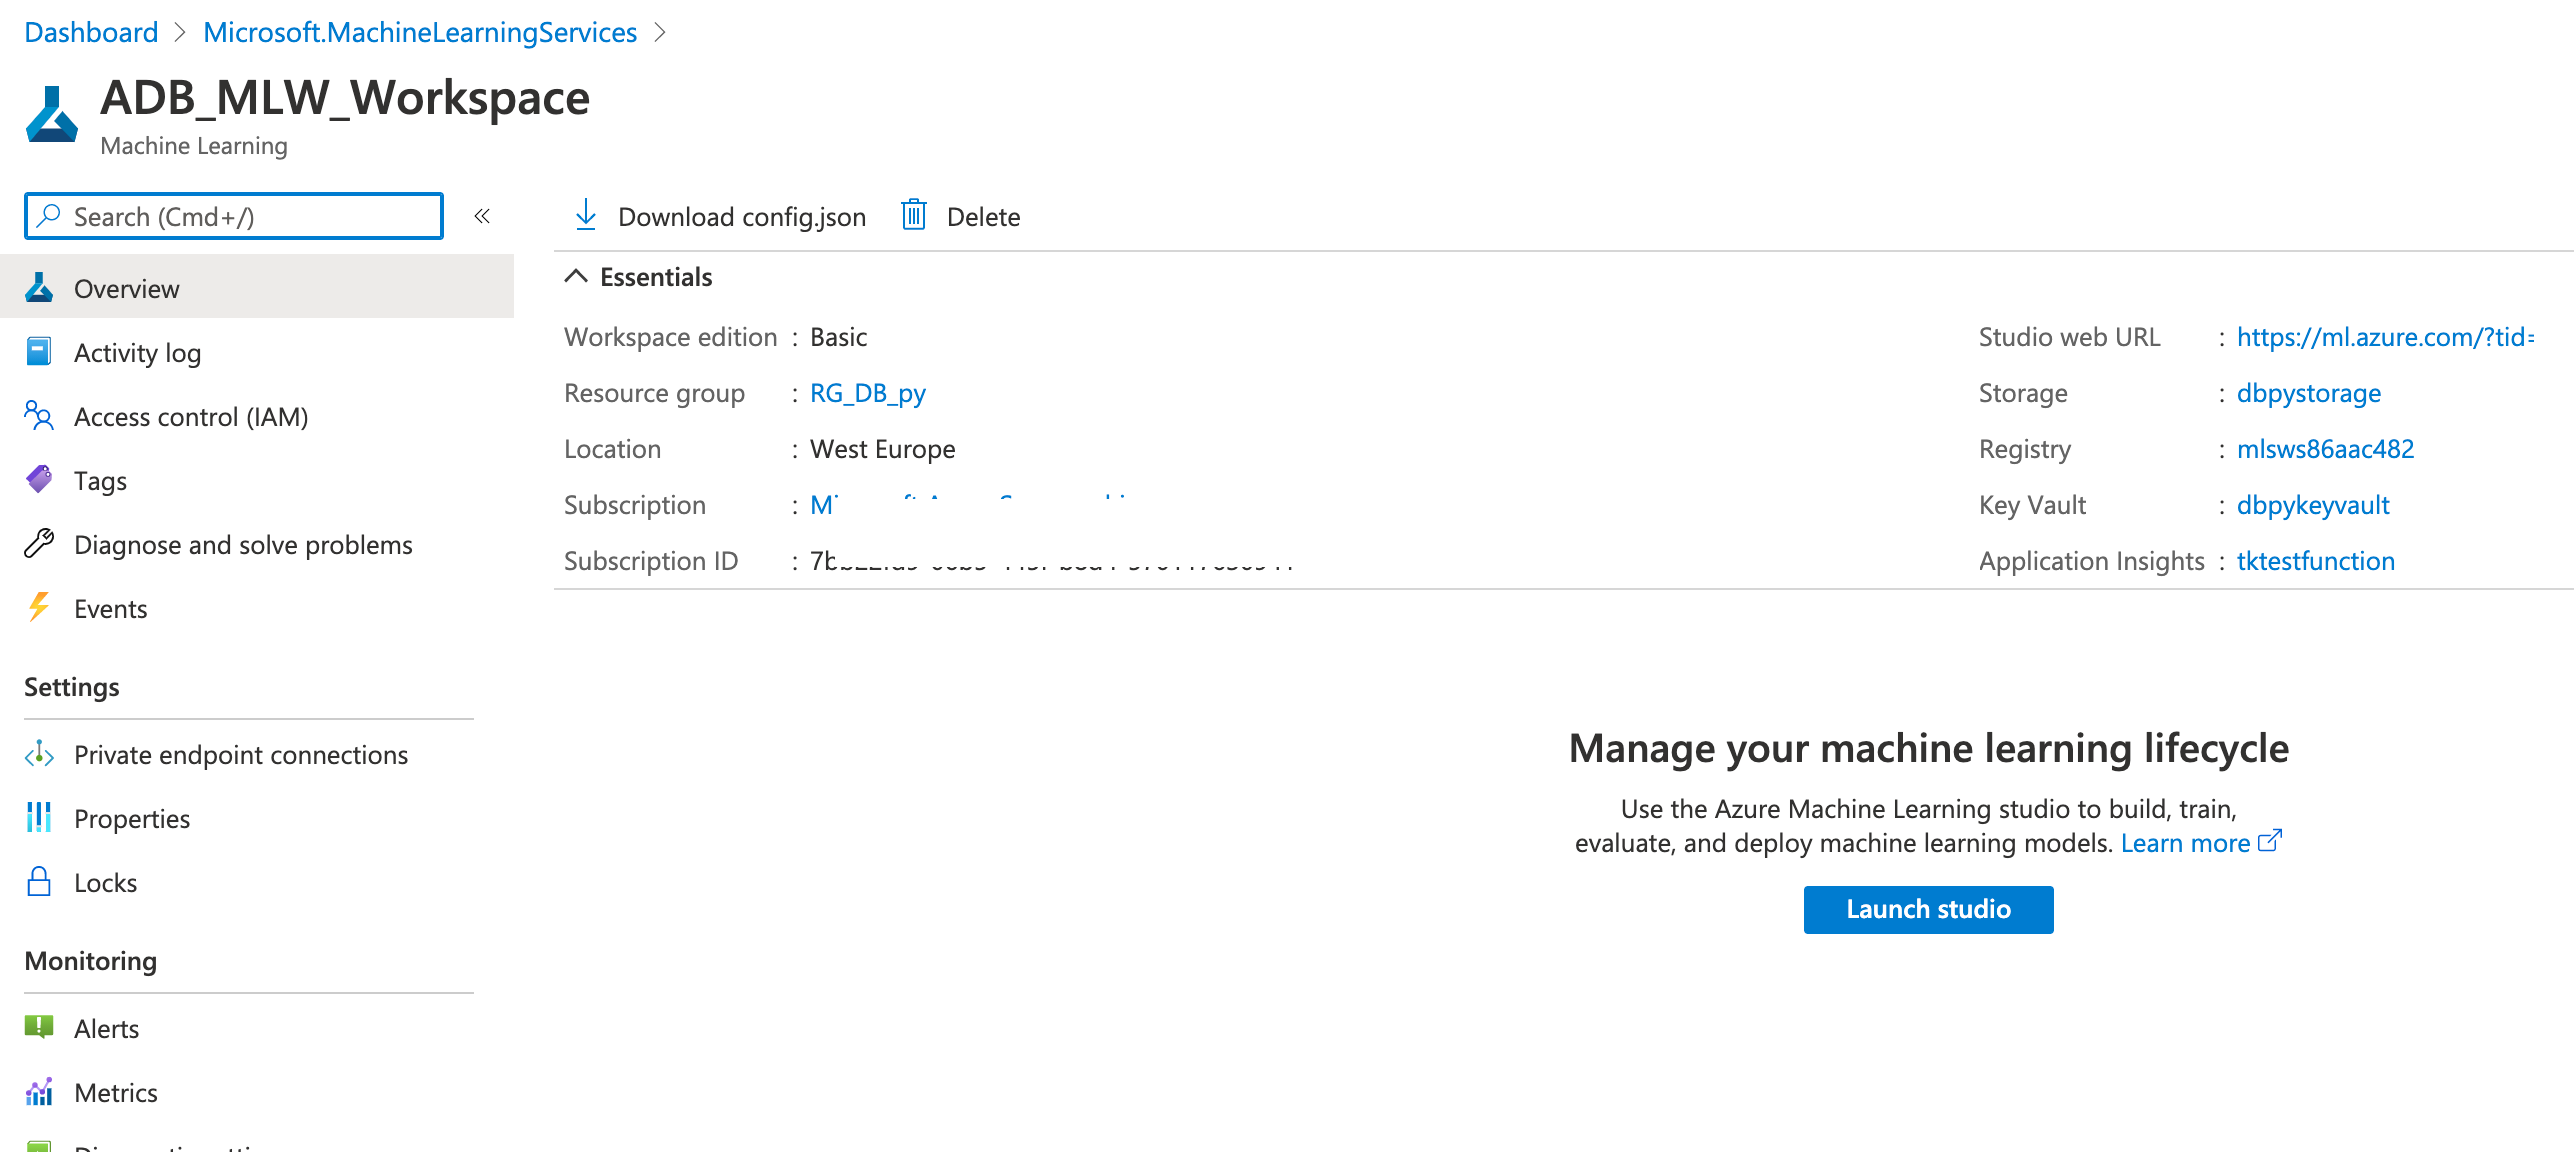 Dashboard > Microsoft.MachineLearningServices >
ADB_MLW_Workspace
Machine Learning
Search (Cmd+/)
«
Download config.json
Delete
Overview
Activity log
Access control (IAM)
Tags
Diagnose and solve problems
Events
Settings
Private endpoint connections
Properties
Locks
Monitoring
Alerts
Metrics
Essentials
Workspace edition : Basic
Resource group : RG_DB_py
Location : West Europe
Subscription :
Subscription ID :
Studio web URL : https://ml.azure.com/?tid=
Storage : dbpystorage
Registry : mlsws86aac482
Key Vault : dbpykeyvault
Application Insights : tktestfunction
Manage your machine learning lifecycle
Use the Azure Machine Learning studio to build, train,
evaluate, and deploy machine learning models. Learn more
Launch studio